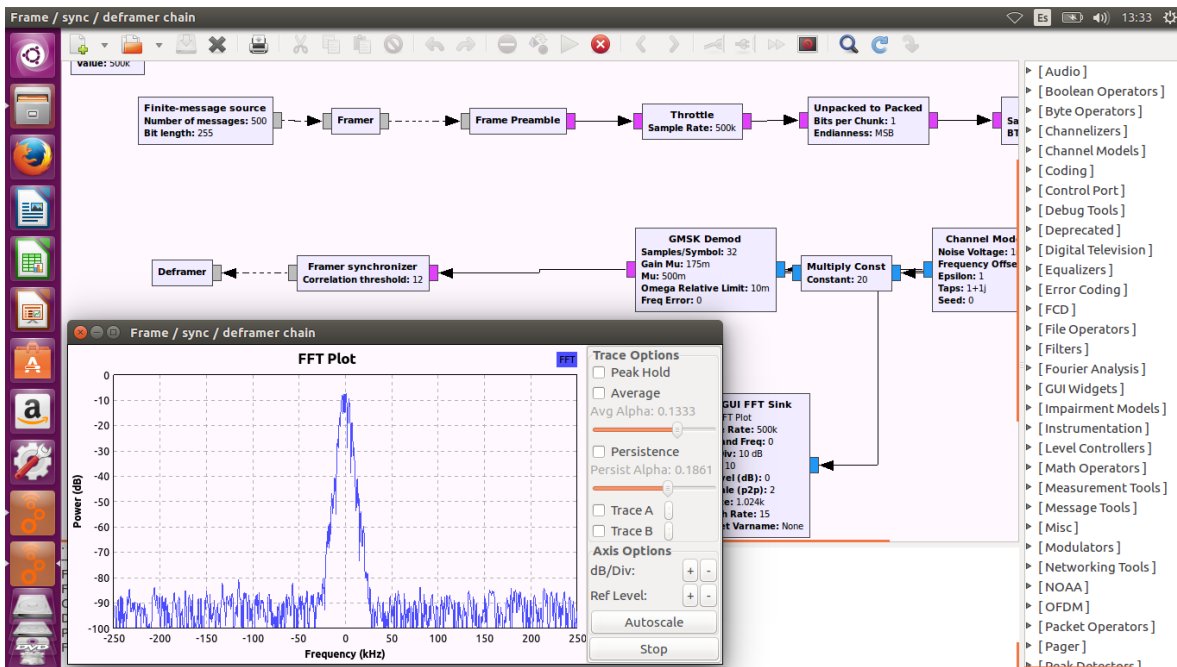 Frame / sync / deframer chain
Es
13:33
Value: 500k
Finite-message source
Number of messages: 500
Bit length: 255
Framer
Frame Preamble
Throttle
Sample Rate: 500k
Unpacked to Packed
Bits per Chunk: 1
Endianness: MSB
Sa
BT
Deframer
Framer synchronizer
Correlation threshold: 12
GMSK Demod
Samples/Symbol: 32
Gain Mu: 175m
Mu: 500m
Omega Relative Limit: 10m
Freq Error: 0
Multiply Const
Constant: 20
Channel Mode
Noise Voltage: 1
Frequency Offse
Epsilon: 1
Taps: 1+1j
Seed: 0
GUI FFT Sink
FT Plot
e Rate: 500k
and Freq: 0
Div: 10 dB
10
vel (dB): 0
ale (p2p): 2
e: 1.024k
h Rate: 15
et Varname: None
Frame / sync / deframer chain
FFT Plot
FFT
Power (dB)
0
-10
-20
-30
-40
-50
-60
-70
-80
-90
-100
-250
-200
-150
-100
-50
0
50
100
150
200
250
Frequency (kHz)
Trace Options
Peak Hold
Average
Avg Alpha: 0.1333
Persistence
Persist Alpha: 0.1861
Trace A
Trace B
Axis Options
dB/Div:
+
-
Ref Level:
+
-
Autoscale
Stop
[ Audio ]
[ Boolean Operators ]
[ Byte Operators ]
[ Channelizers ]
[ Channel Models ]
[ Coding ]
[ Control Port ]
[ Debug Tools ]
[ Deprecated ]
[ Digital Television ]
[ Equalizers ]
[ Error Coding ]
[ FCD ]
[ File Operators ]
[ Filters ]
[ Fourier Analysis ]
[ GUI Widgets ]
[ Impairment Models ]
[ Instrumentation ]
[ Level Controllers ]
[ Math Operators ]
[ Measurement Tools ]
[ Message Tools ]
[ Misc ]
[ Modulators ]
[ Networking Tools ]
[ NOAA ]
[ OFDM ]
[ Packet Operators ]
[ Pager ]
[ Peak Detectors ]